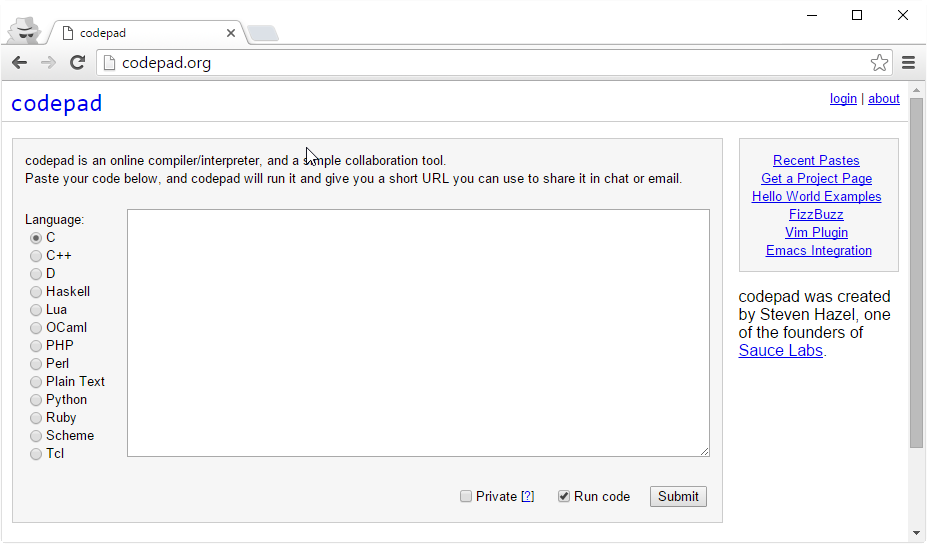 codepad
codepad.org
codepad
login | about
codepad is an online compiler/interpreter, and a simple collaboration tool.
Paste your code below, and codepad will run it and give you a short URL you can use to share it in chat or email.
Language:
C
C++
D
Haskell
Lua
OCaml
PHP
Perl
Plain Text
Python
Ruby
Scheme
Tcl
Private [?]
Run code
Submit
Recent Pastes
Get a Project Page
Hello World Examples
FizzBuzz
Vim Plugin
Emacs Integration
codepad was created
by Steven Hazel, one
of the founders of
Sauce Labs.